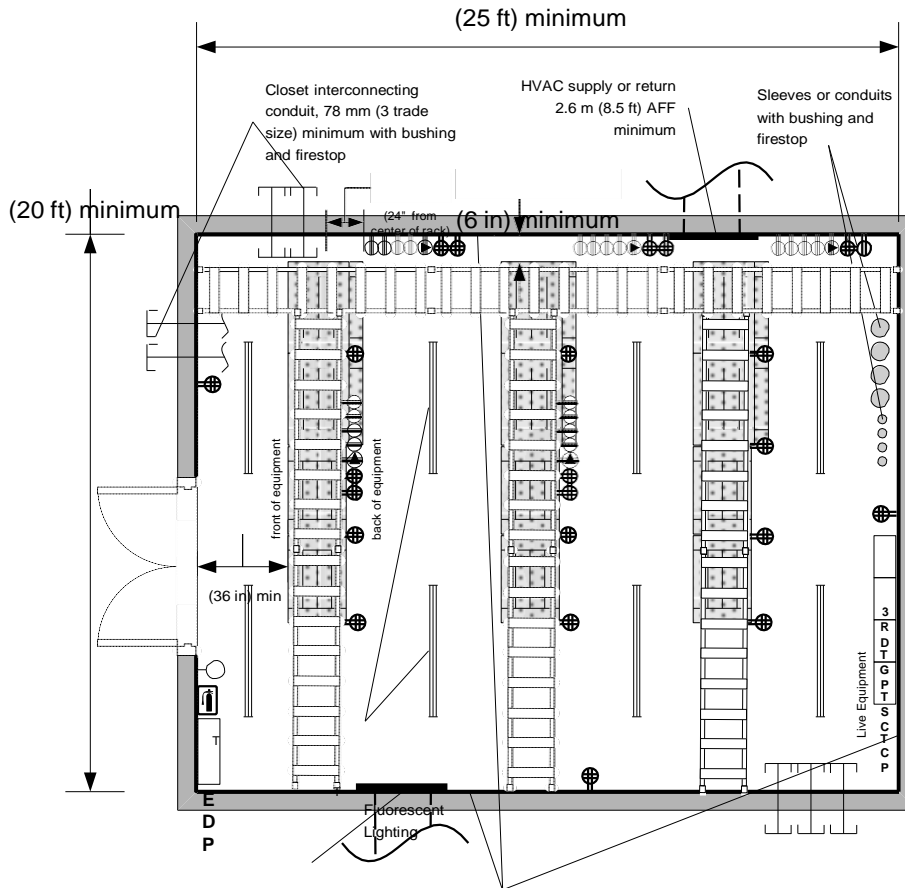 (25 ft) minimum
Closet interconnecting
conduit, 78 mm (3 trade
size) minimum with bushing
and firestop
HVAC supply or return
2.6 m (8.5 ft) AFF
minimum
Sleeves or conduits
with bushing and
firestop
(20 ft) minimum
(24" from
center of rack)
(6 in) minimum
front of equipment
back of equipment
(36 in) min
Live Equipment
3
R D T
G P T
S C T C P
T
E
D
P
Fluorescent
Lighting